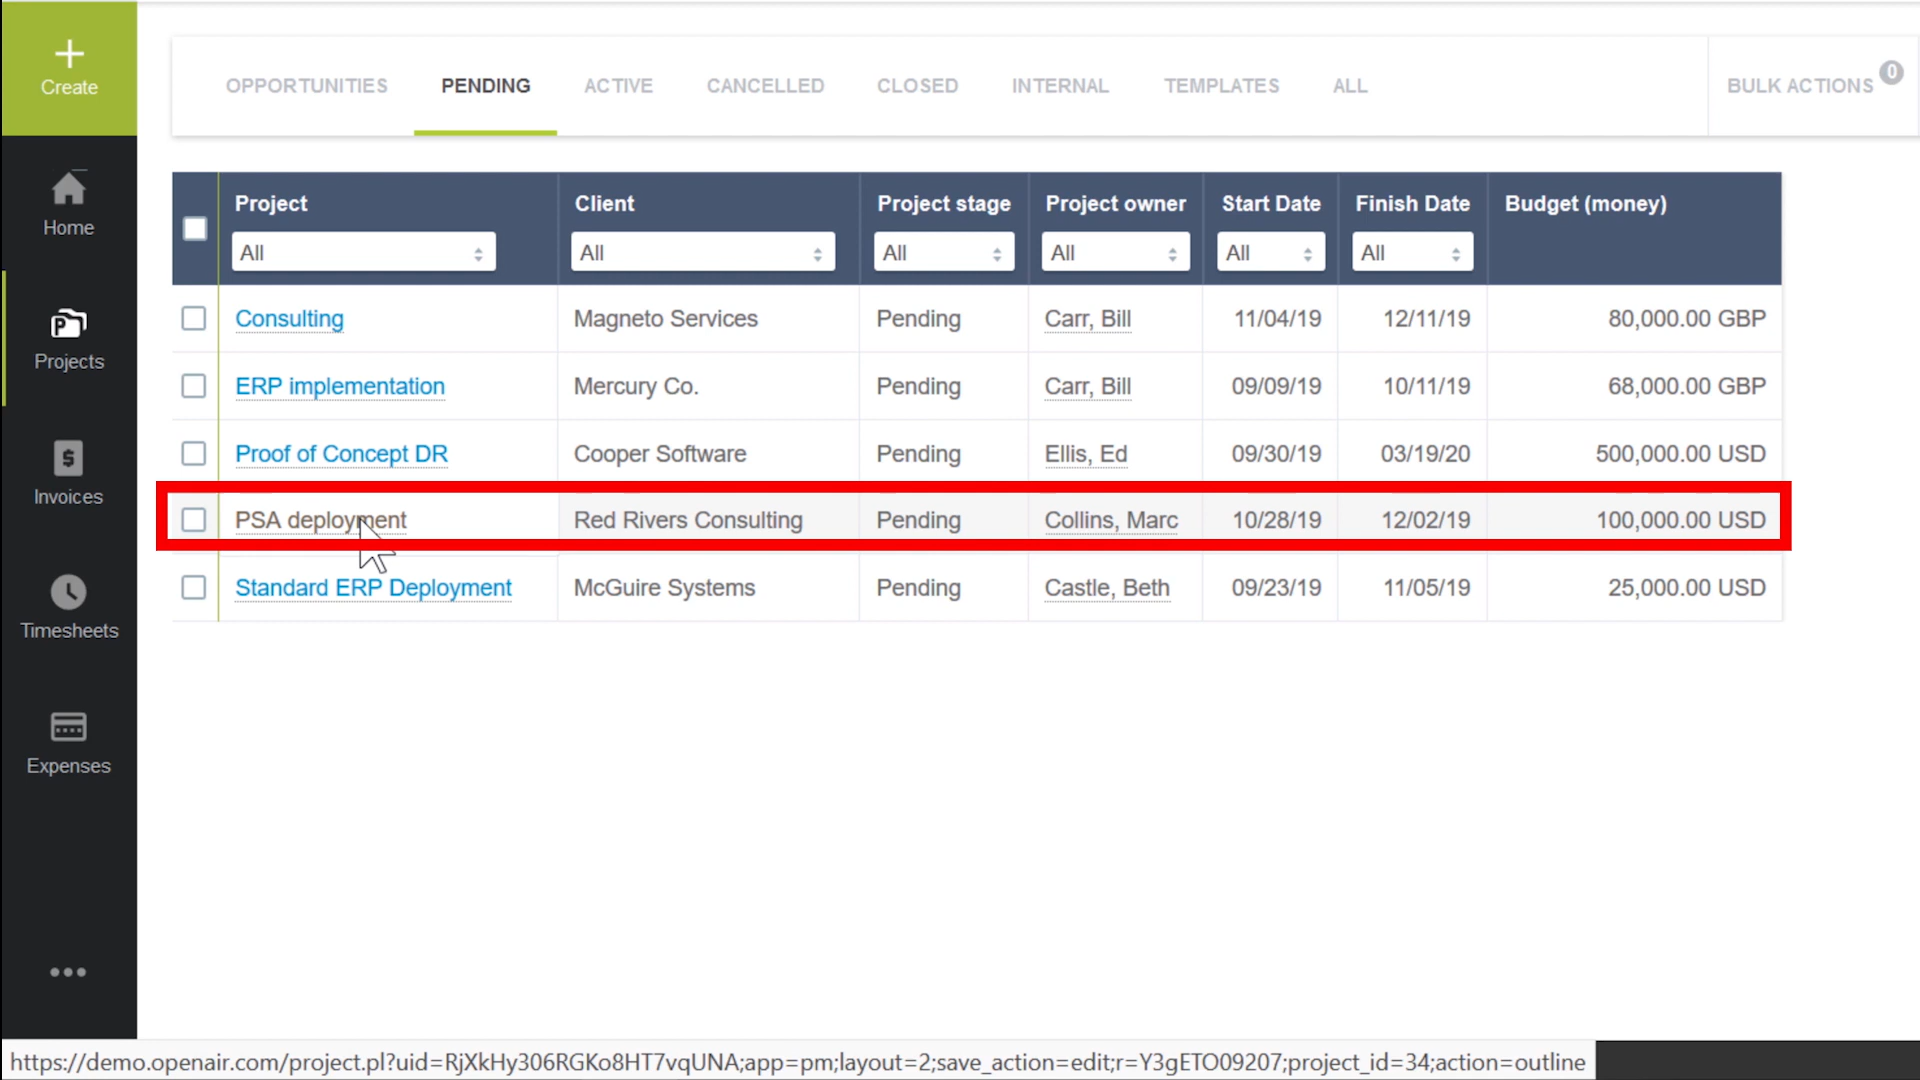 Create
OPPORTUNITIES PENDING ACTIVE CANCELLED CLOSED INTERNAL TEMPLATES ALL BULK ACTIONS 0
Home
Projects
Invoices
Timesheets
Expenses
Project Client Project stage Project owner Start Date Finish Date Budget (money)
All All All All All All
Consulting Magneto Services Pending Carr, Bill 11/04/19 12/11/19 80,000.00 GBP
ERP implementation Mercury Co. Pending Carr, Bill 09/09/19 10/11/19 68,000.00 GBP
Proof of Concept DR Cooper Software Pending Ellis, Ed 09/30/19 03/19/20 500,000.00 USD
PSA deployment Red Rivers Consulting Pending Collins, Marc 10/28/19 12/02/19 100,000.00 USD
Standard ERP Deployment McGuire Systems Pending Castle, Beth 09/23/19 11/05/19 25,000.00 USD
https://demo.openair.com/project.pl?uid=RjXkHy306RGKo8HT7vqUNA;app=pm;layout=2;save_action=edit;r=Y3gETO09207;project_id=34;action=outline